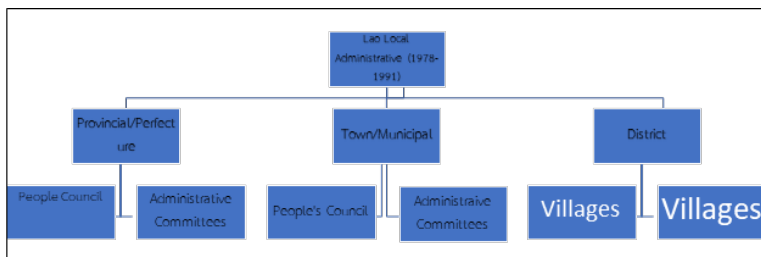 Lao Local
Administrative (1978-
1991)
Provincial/Perfect
ure
Town/Municipal
District
People Council
Administrative
Committees
People's Council
Administraive
Committees
Villages
Villages